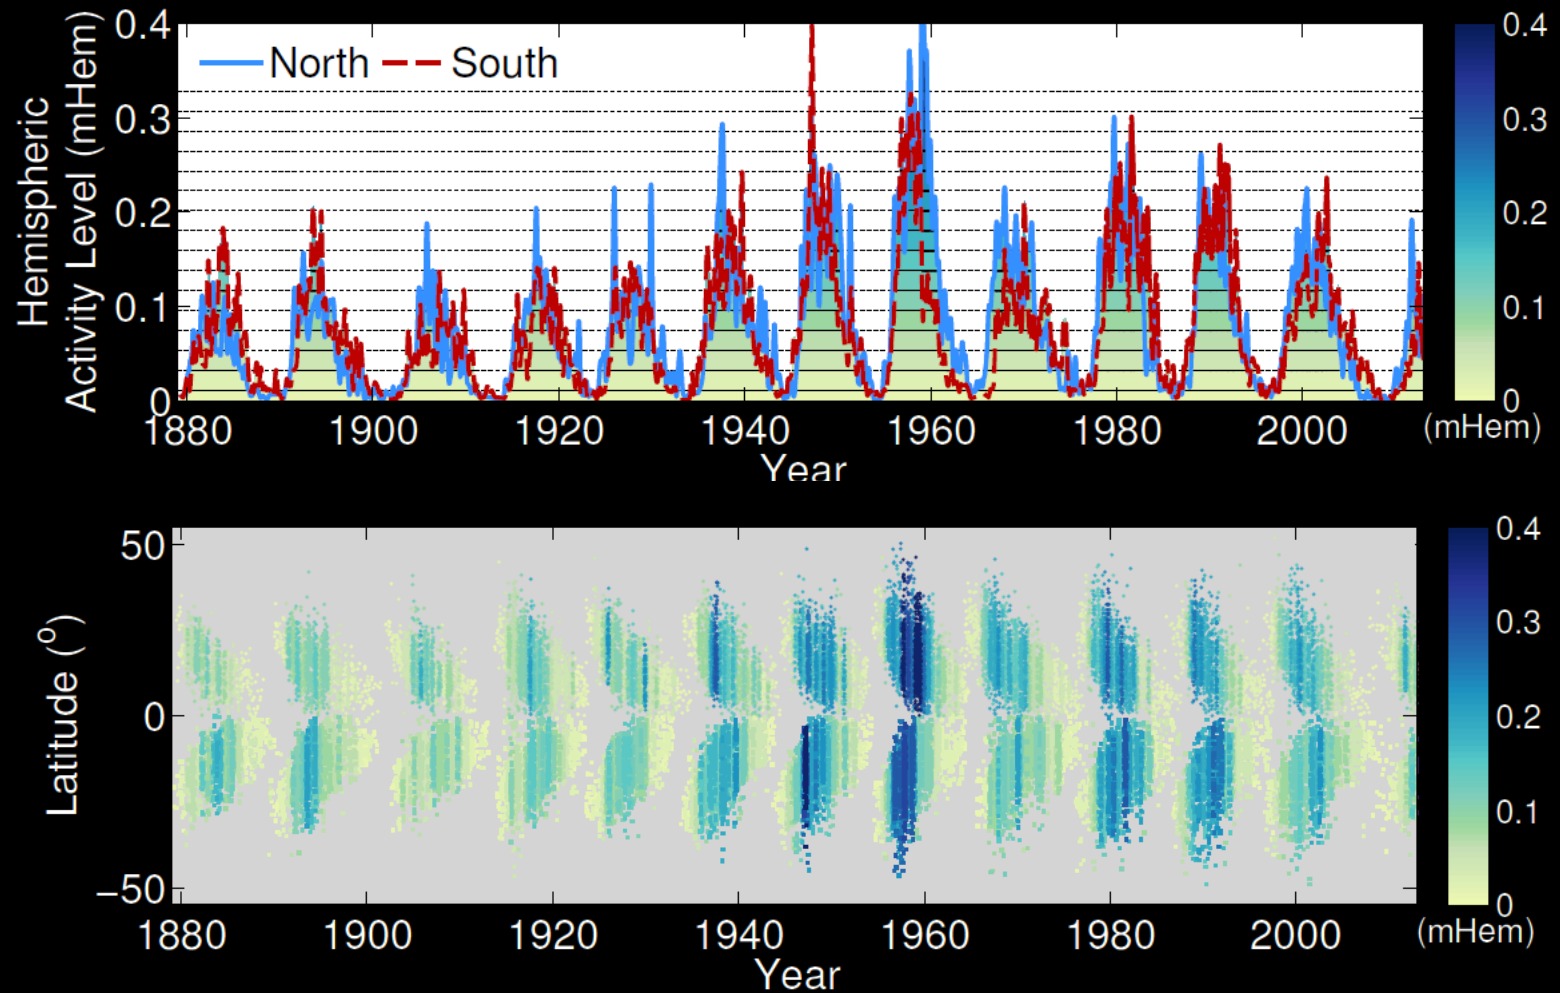 Hemispheric
Activity Level (mHem)
0.4
0.3
0.2
0.1
0
North South
1880 1900 1920 1940 1960 1980 2000
Year
0.4
0.3
0.2
0.1
0
(mHem)
Latitude (o)
50
0
−50
1880 1900 1920 1940 1960 1980 2000
Year
0.4
0.3
0.2
0.1
0
(mHem)